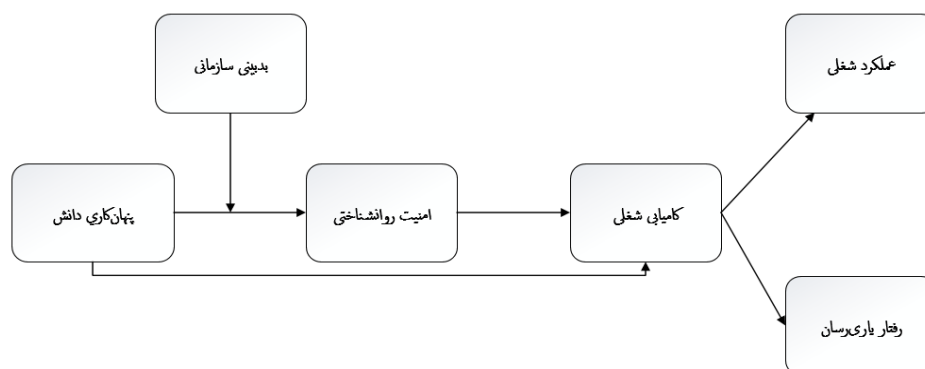 بدبینی سازمانی
عملکرد شغلی
پنهان‌کاری دانش
امنیت روانشناختی
کامیابی شغلی
رفتار یاری‌رسان